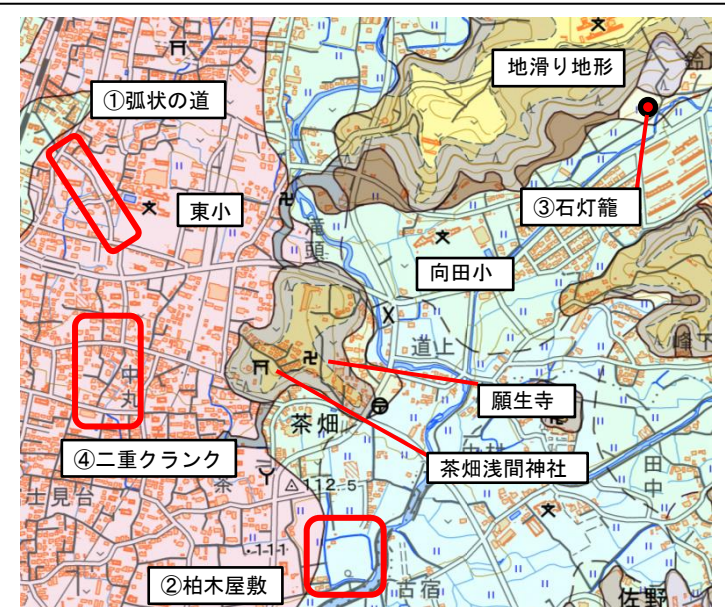 地滑り地形
鈴
①弧状の道
③石灯籠
東小
滝頭
向田小
道上
中丸
願生寺
茶畑
④二重クランク
茶畑浅間神社
茶
112.5
田中
富士見台
・111
②柏木屋敷
古宿
佐野